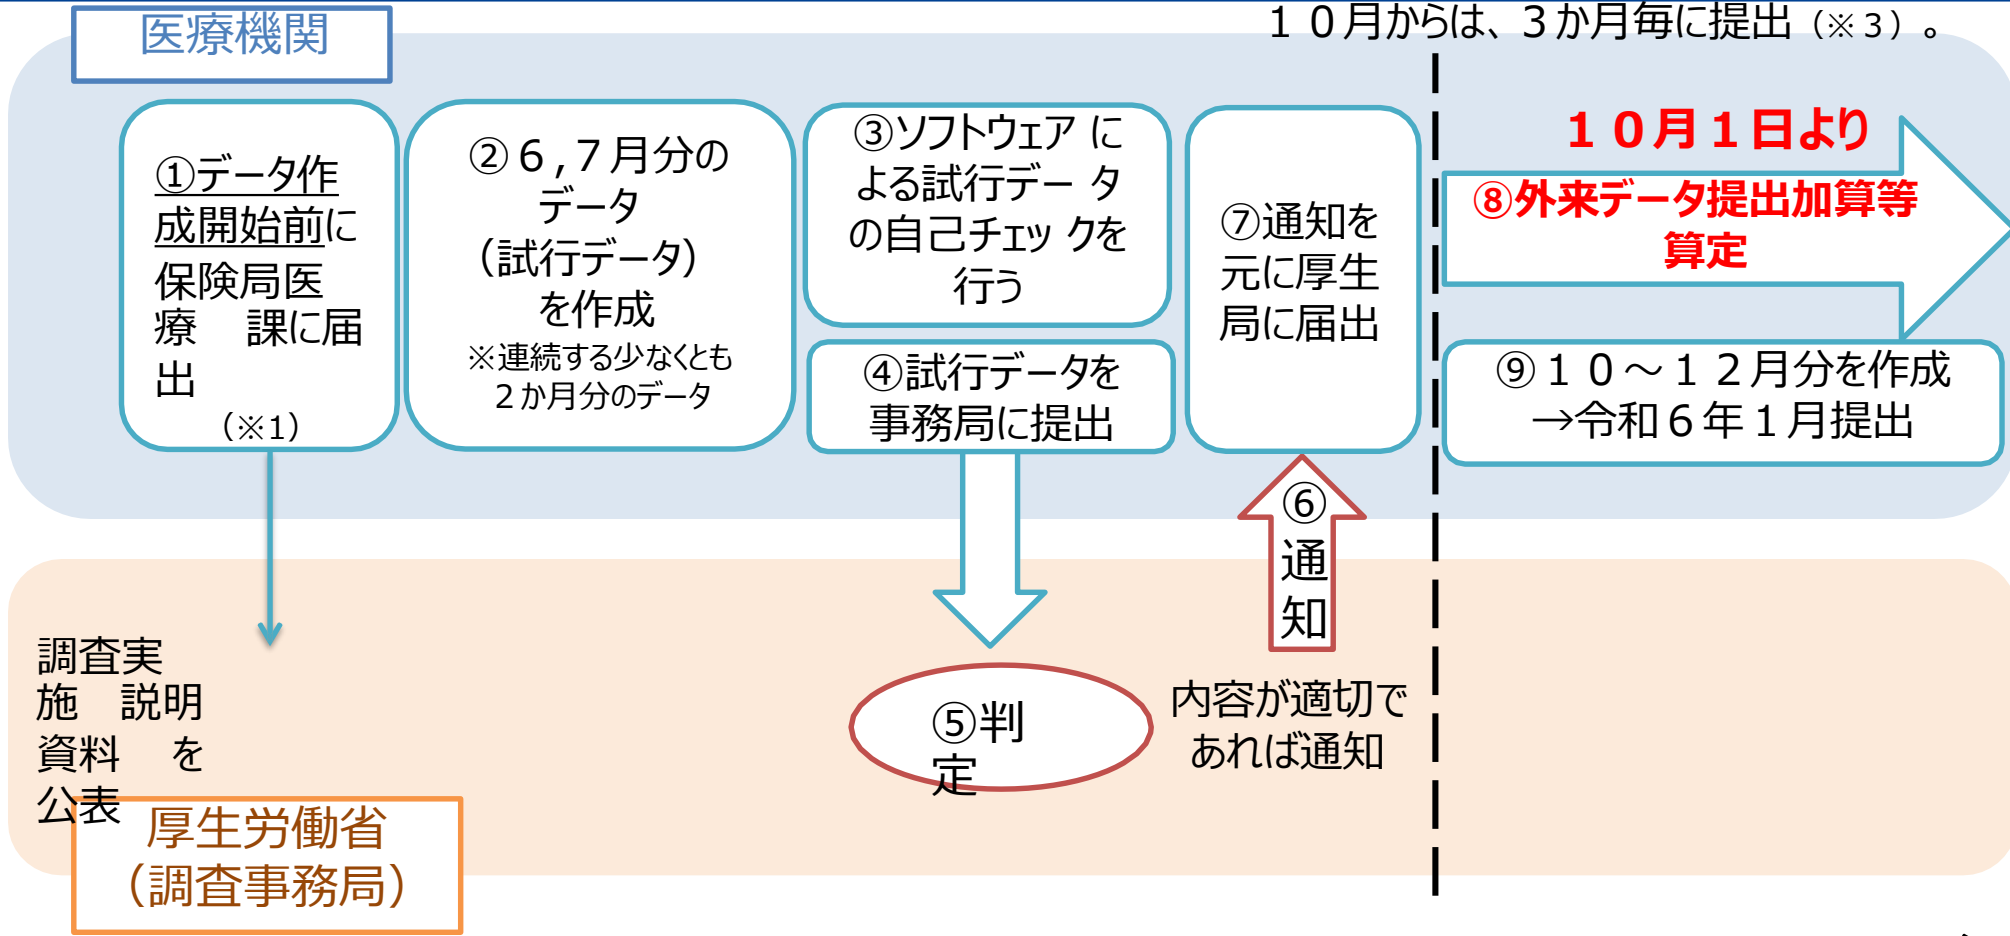 医療機関
１０月からは、３か月毎に提出（※３）。
①データ作
成開始前に
保険局医
療　課に届
出
（※1）
②６,７月分の
データ
（試行データ）
を作成
※連続する少なくとも
２か月分のデータ
③ソフトウェア に
よる試行デー タ
の自己チェッ クを
行う
④試行データを
事務局に提出
⑦通知を
元に厚生
局に届出
１０月１日より
⑧外来データ提出加算等
算定
⑨１０～１２月分を作成
→令和６年１月提出
⑥
通
知
調査実
施　説明
資料　を
公表
⑤判
定
内容が適切で
あれば通知
厚生労働省
（調査事務局）